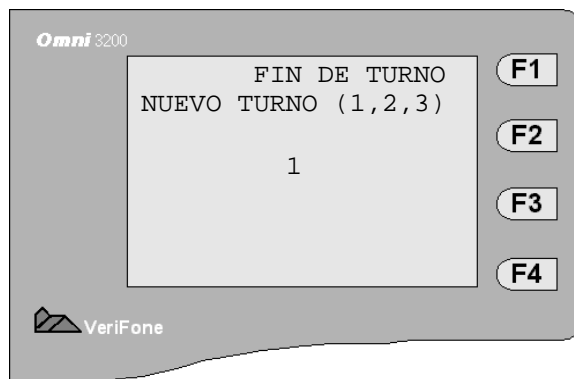 Omni 3200
FIN DE TURNO
NUEVO TURNO (1,2,3)
1
F1
F2
F3
F4
VeriFone